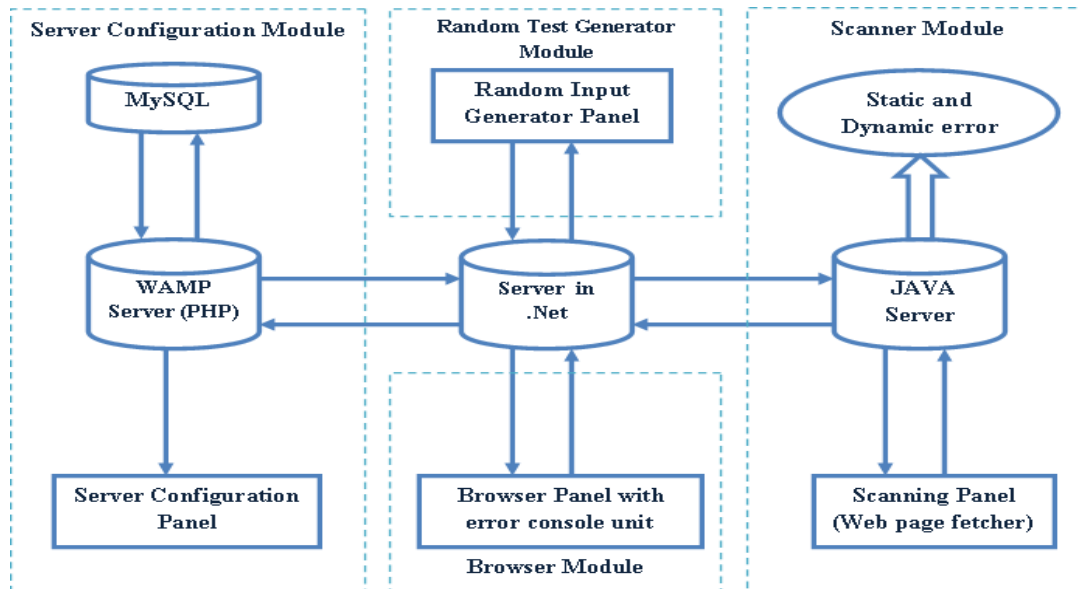 Server Configuration Module
MySQL
WAMP
Server (PHP)
Server Configuration
Panel
Random Test Generator
Module
Random Input
Generator Panel
Server in
.Net
Browser Panel with
error console unit
Browser Module
Scanner Module
Static and
Dynamic error
JAVA
Server
Scanning Panel
(Web page fetcher)